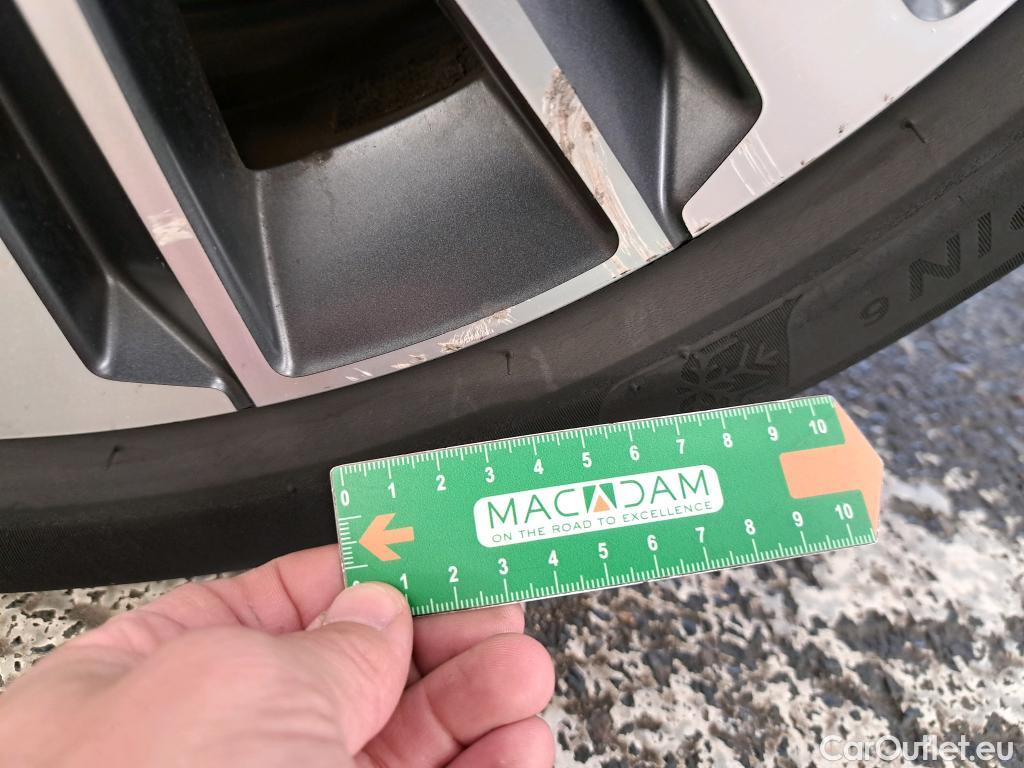 0 1 2 3 4 5 6 7 8 9 10
MACADAM
ON THE ROAD TO EXCELLENCE
0 1 2 3 4 5 6 7 8 9 10
CarOutlet.eu